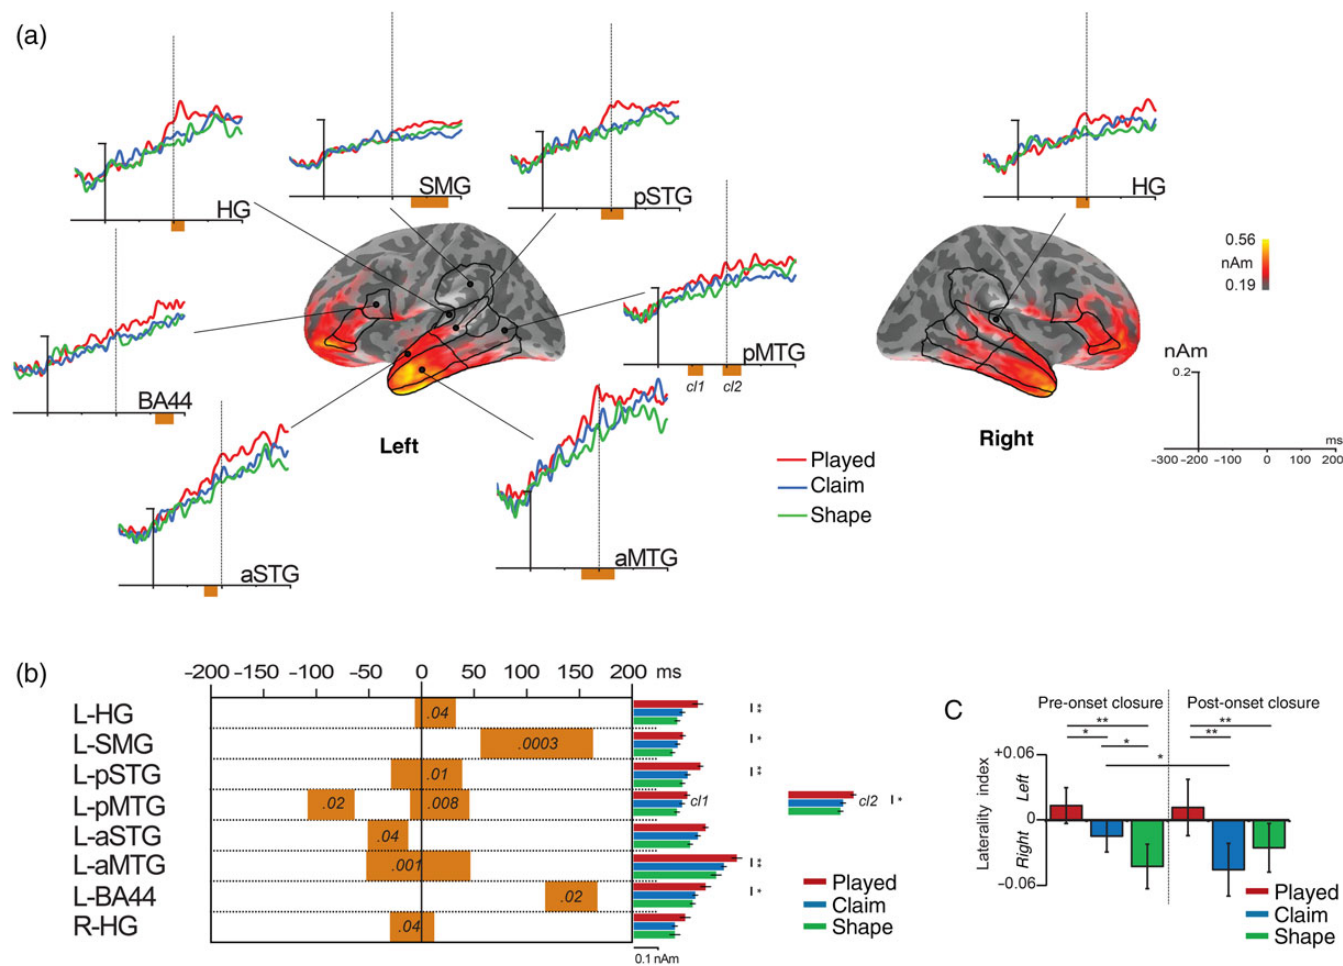 (a)
HG
SMG
pSTG
HG
0.56
nAm
0.19
BA44
pMTG
cl1 cl2
nAm
0.2
ms
-300 -200 -100 0 100 200
Left
Right
Played
Claim
Shape
aSTG
aMTG
(b)
-200 -150 -100 -50 0 50 100 150 200 ms
L-HG .04 **
L-SMG .0003 *
L-pSTG .01 **
L-pMTG .02 .008 cl1 cl2 *
L-aSTG .04
L-aMTG .001 **
L-BA44 .02 *
R-HG .04
Played
Claim
Shape
0.1 nAm
C
Pre-onset closure Post-onset closure
** **
* **
* *
+0.06
0
-0.06
Laterality index
Left
Right
Played
Claim
Shape